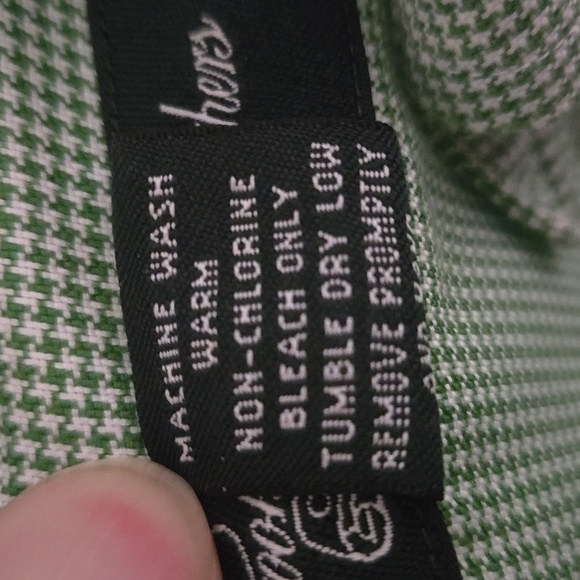 MACHINE WASH
WARM
NON-CHLORINE
BLEACH ONLY
TUMBLE DRY LOW
REMOVE PROMPTLY